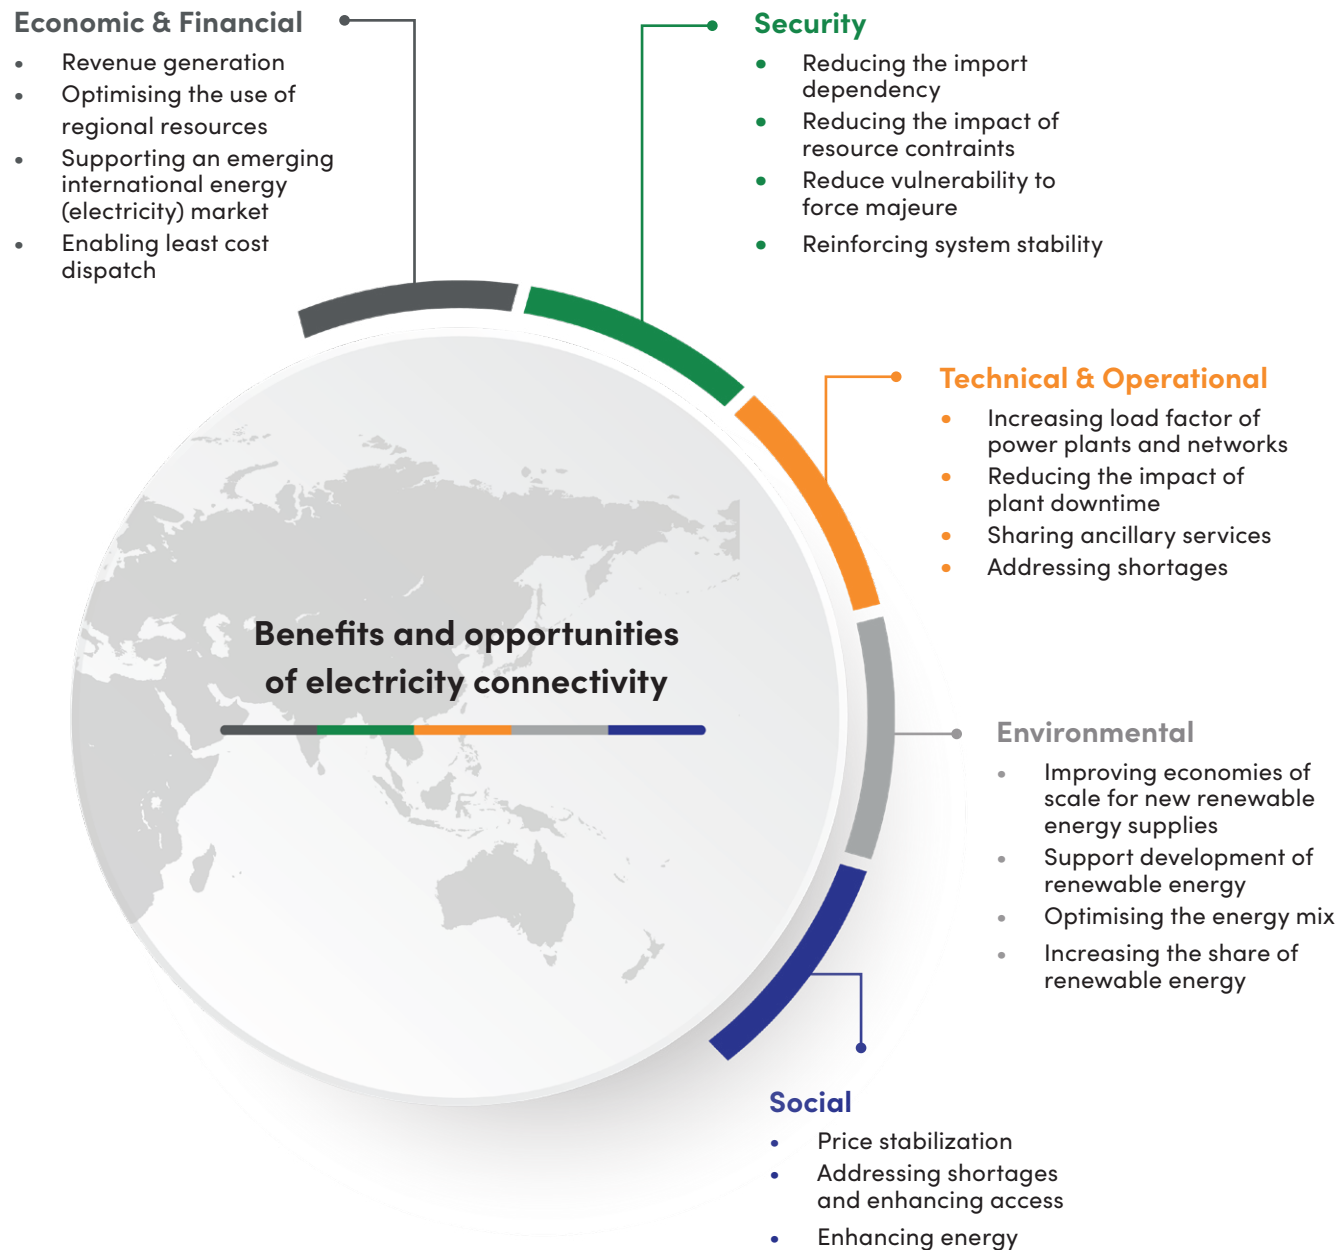 Economic & Financial
• Revenue generation
• Optimising the use of
regional resources
• Supporting an emerging
international energy
(electricity) market
• Enabling least cost
dispatch
Security
• Reducing the import
dependency
• Reducing the impact of
resource contraints
• Reduce vulnerability to
force majeure
• Reinforcing system stability
Technical & Operational
• Increasing load factor of
power plants and networks
• Reducing the impact of
plant downtime
• Sharing ancillary services
• Addressing shortages
Benefits and opportunities
of electricity connectivity
Environmental
• Improving economies of
scale for new renewable
energy supplies
• Support development of
renewable energy
• Optimising the energy mix
• Increasing the share of
renewable energy
Social
• Price stabilization
• Addressing shortages
and enhancing access
• Enhancing energy